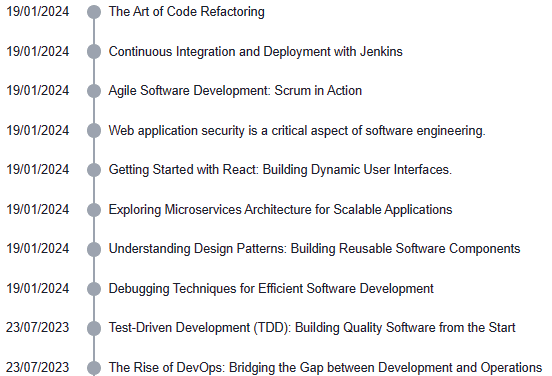 19/01/2024 The Art of Code Refactoring
19/01/2024 Continuous Integration and Deployment with Jenkins
19/01/2024 Agile Software Development: Scrum in Action
19/01/2024 Web application security is a critical aspect of software engineering.
19/01/2024 Getting Started with React: Building Dynamic User Interfaces.
19/01/2024 Exploring Microservices Architecture for Scalable Applications
19/01/2024 Understanding Design Patterns: Building Reusable Software Components
19/01/2024 Debugging Techniques for Efficient Software Development
23/07/2023 Test-Driven Development (TDD): Building Quality Software from the Start
23/07/2023 The Rise of DevOps: Bridging the Gap between Development and Operations